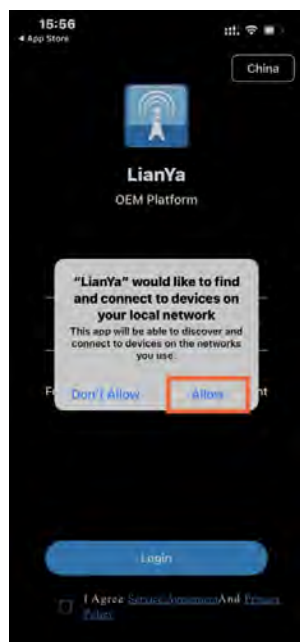 15:56
◀ App Store
China
LianYa
OEM Platform
"LianYa" would like to find
and connect to devices on
your local network
This app will be able to discover and
connect to devices on the networks
you use.
Don't Allow
Allow
Login
I Agree Service Agreement And Privacy
Policy